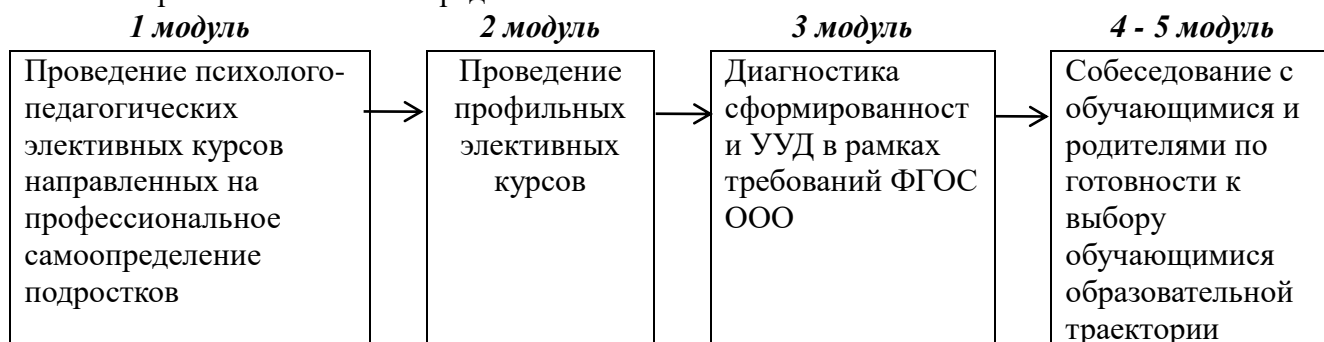 1 модуль
Проведение психолого-
педагогических
элективных курсов
направленных на
профессиональное
самоопределение
подростков
2 модуль
Проведение
профильных
элективных
курсов
3 модуль
Диагностика
сформированност
и УУД в рамках
требований ФГОС
ООО
4 - 5 модуль
Собеседование с
обучающимися и
родителями по
готовности к
выбору
обучающимися
образовательной
траектории